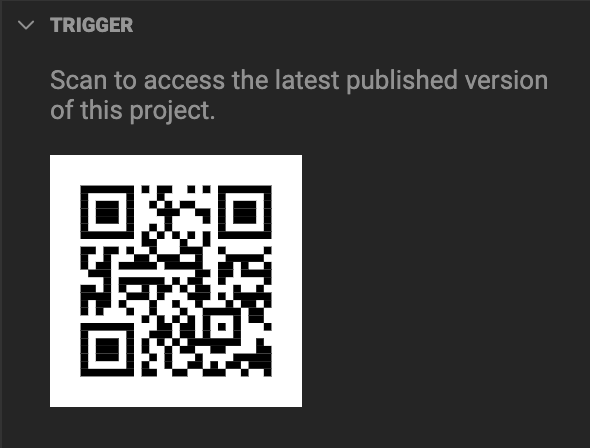 TRIGGER
Scan to access the latest published version
of this project.